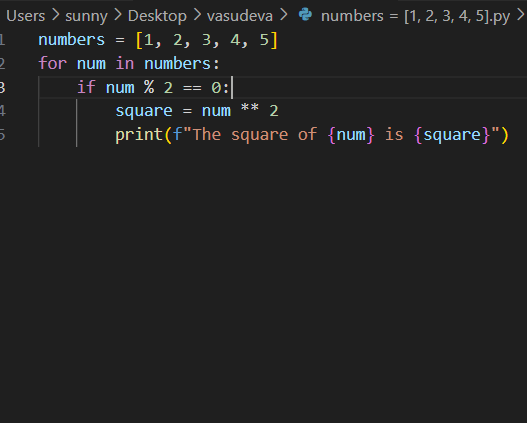 Users > sunny > Desktop > vasudeva > numbers = [1, 2, 3, 4, 5].py >
1 numbers = [1, 2, 3, 4, 5]
2 for num in numbers:
3     if num % 2 == 0:
4         square = num ** 2
5         print(f"The square of {num} is {square}")